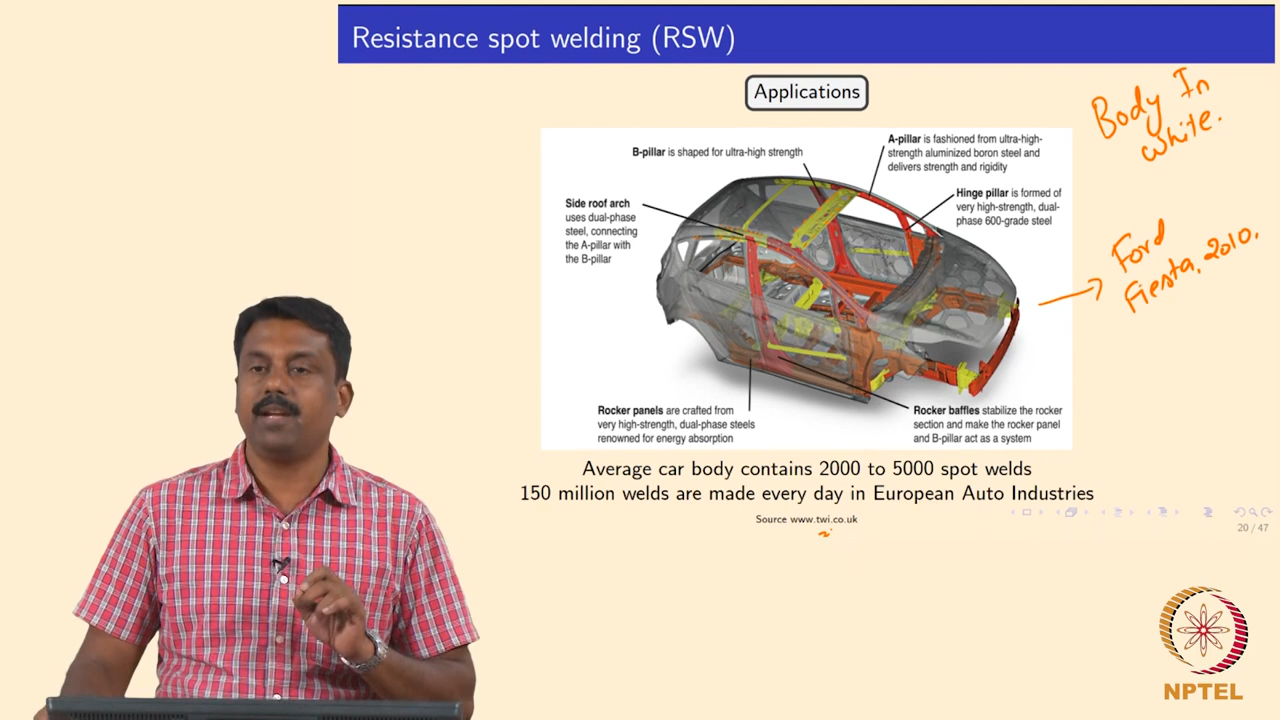 Resistance spot welding (RSW)
Applications
Body In
white.
B-pillar is shaped for ultra-high strength
A-pillar is fashioned from ultra-high-
strength aluminized boron steel and
delivers strength and rigidity
Side roof arch
uses dual-phase
steel, connecting
the A-pillar with
the B-pillar
Hinge pillar is formed of
very high-strength, dual-
phase 600-grade steel
Ford
Fiesta, 2010.
Rocker panels are crafted from
very high-strength, dual-phase steels
renowned for energy absorption
Rocker baffles stabilize the rocker
section and make the rocker panel
and B-pillar act as a system
Average car body contains 2000 to 5000 spot welds
150 million welds are made every day in European Auto Industries
Source www.twi.co.uk
20 / 47
NPTEL